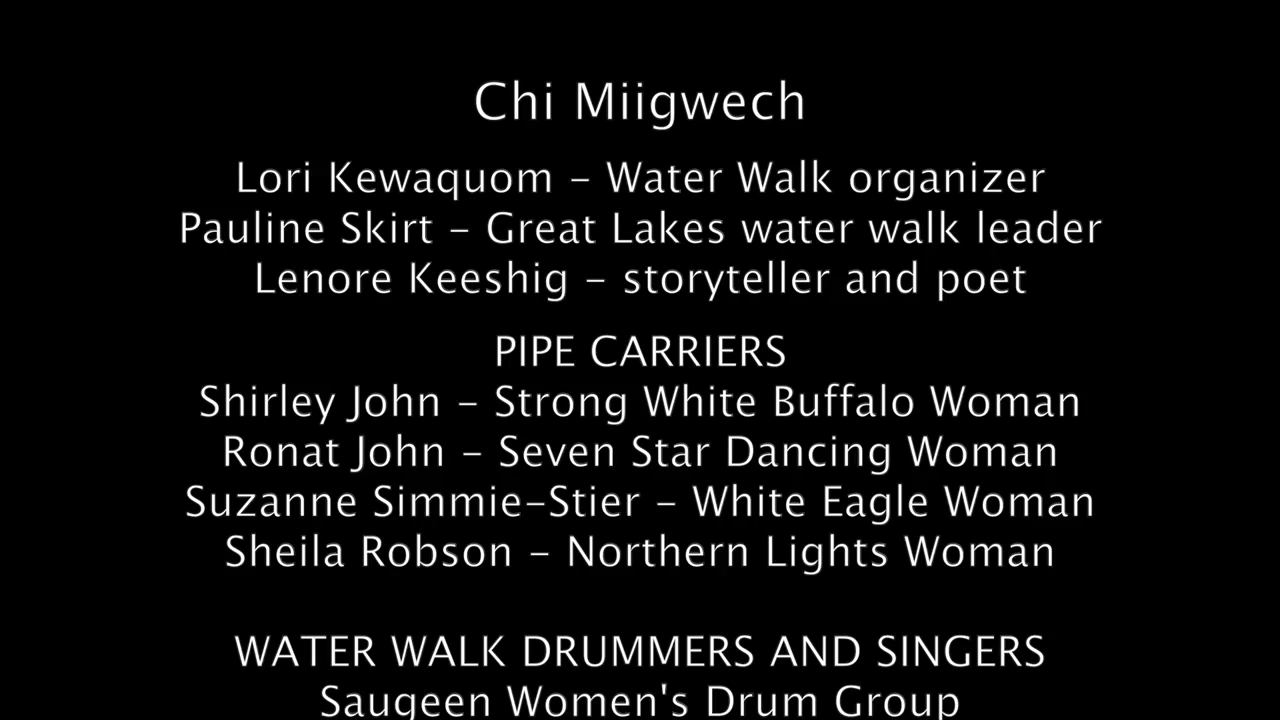 Chi Miigwech
Lori Kewaquom – Water Walk organizer
Pauline Skirt – Great Lakes water walk leader
Lenore Keeshig – storyteller and poet
PIPE CARRIERS
Shirley John – Strong White Buffalo Woman
Ronat John – Seven Star Dancing Woman
Suzanne Simmie-Stier – White Eagle Woman
Sheila Robson – Northern Lights Woman
WATER WALK DRUMMERS AND SINGERS
Saugeen Women's Drum Group